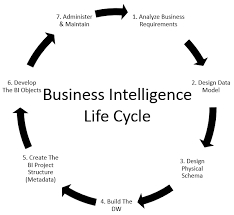 7. Administer
& Maintain
1. Analyze Business
Requirements
6. Develop
The BI Objects
2. Design Data
Model
Business Intelligence
Life Cycle
5. Create The
BI Project
Structure
(Metadata)
3. Design
Physical
Schema
4. Build The
DW